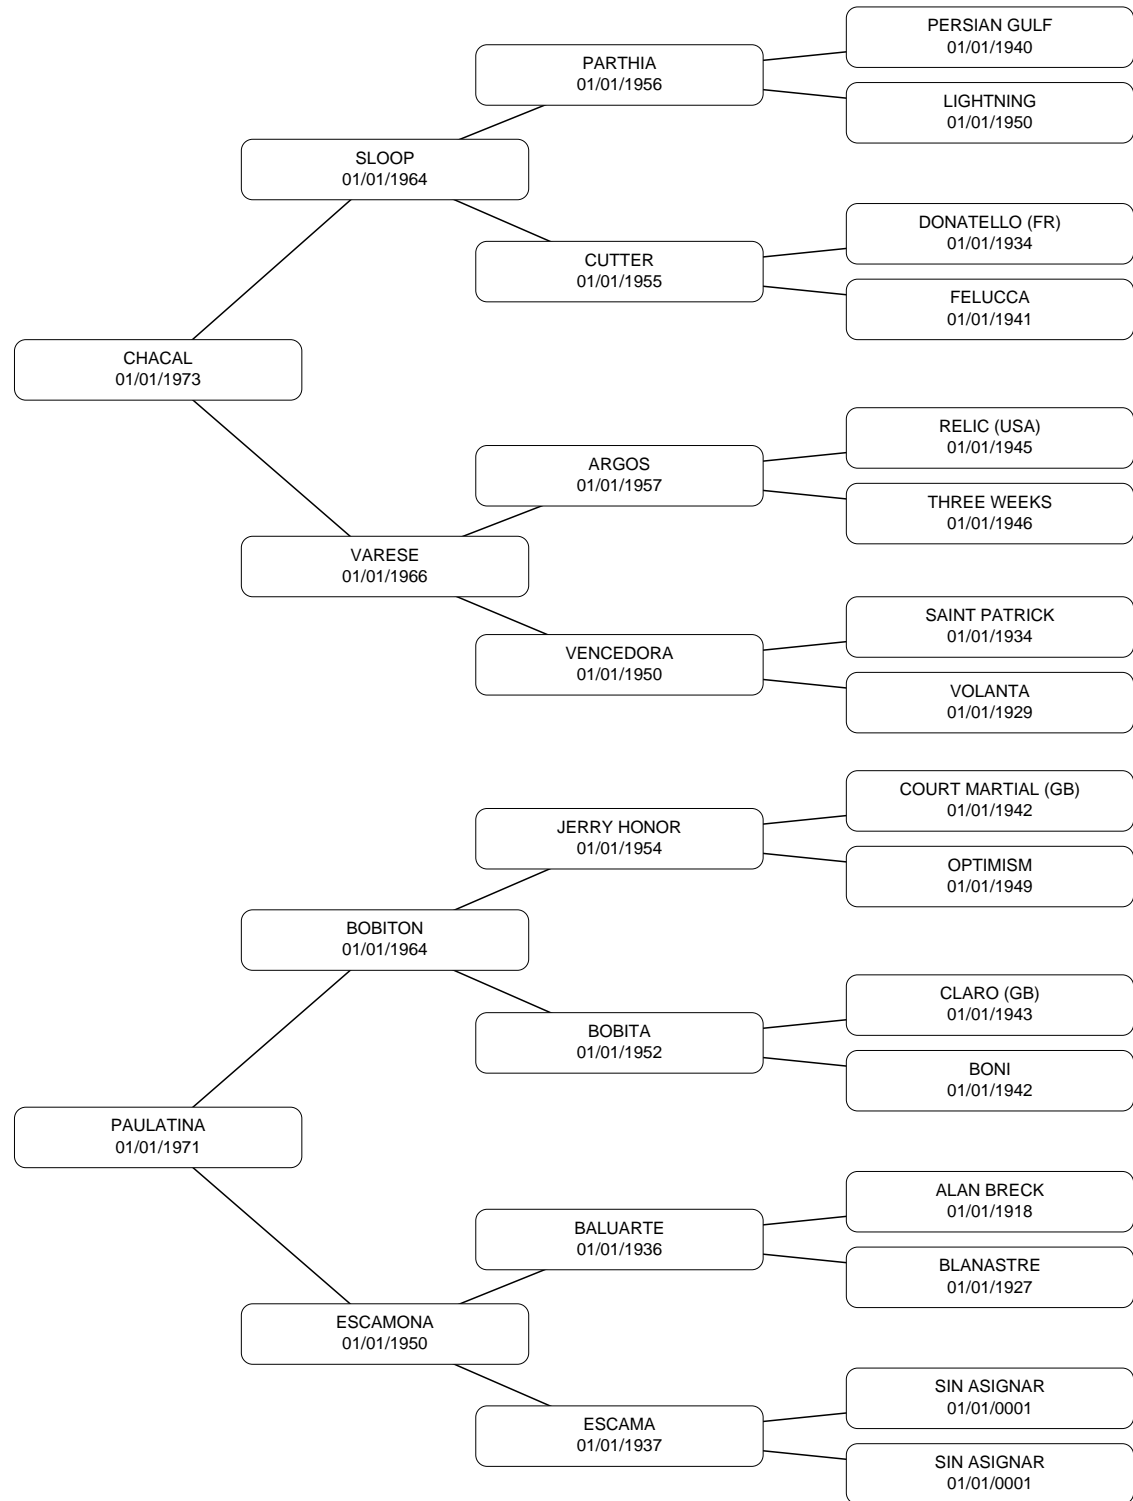 PERSIAN GULF
01/01/1940
PARTHIA
01/01/1956
LIGHTNING
01/01/1950
SLOOP
01/01/1964
DONATELLO (FR)
01/01/1934
CUTTER
01/01/1955
FELUCCA
01/01/1941
CHACAL
01/01/1973
RELIC (USA)
01/01/1945
ARGOS
01/01/1957
THREE WEEKS
01/01/1946
VARESE
01/01/1966
SAINT PATRICK
01/01/1934
VENCEDORA
01/01/1950
VOLANTA
01/01/1929
COURT MARTIAL (GB)
01/01/1942
JERRY HONOR
01/01/1954
OPTIMISM
01/01/1949
BOBITON
01/01/1964
CLARO (GB)
01/01/1943
BOBITA
01/01/1952
BONI
01/01/1942
PAULATINA
01/01/1971
ALAN BRECK
01/01/1918
BALUARTE
01/01/1936
BLANASTRE
01/01/1927
ESCAMONA
01/01/1950
SIN ASIGNAR
01/01/0001
ESCAMA
01/01/1937
SIN ASIGNAR
01/01/0001